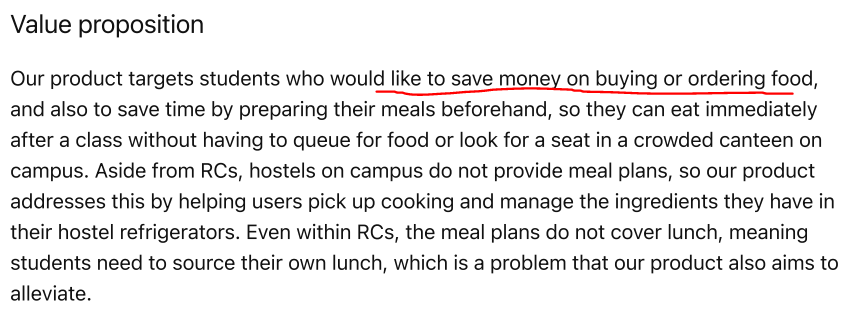 Value proposition
Our product targets students who would like to save money on buying or ordering food,
and also to save time by preparing their meals beforehand, so they can eat immediately
after a class without having to queue for food or look for a seat in a crowded canteen on
campus. Aside from RCs, hostels on campus do not provide meal plans, so our product
addresses this by helping users pick up cooking and manage the ingredients they have in
their hostel refrigerators. Even within RCs, the meal plans do not cover lunch, meaning
students need to source their own lunch, which is a problem that our product also aims to
alleviate.